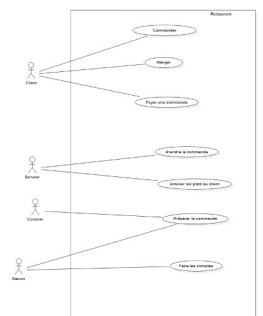 Restaurant
Commander
Manger
Client
Payer une commande
Prendre la commande
Serveur
Amener les plats au client
Cuisinier
Préparer la commande
Faire les comptes
Patron